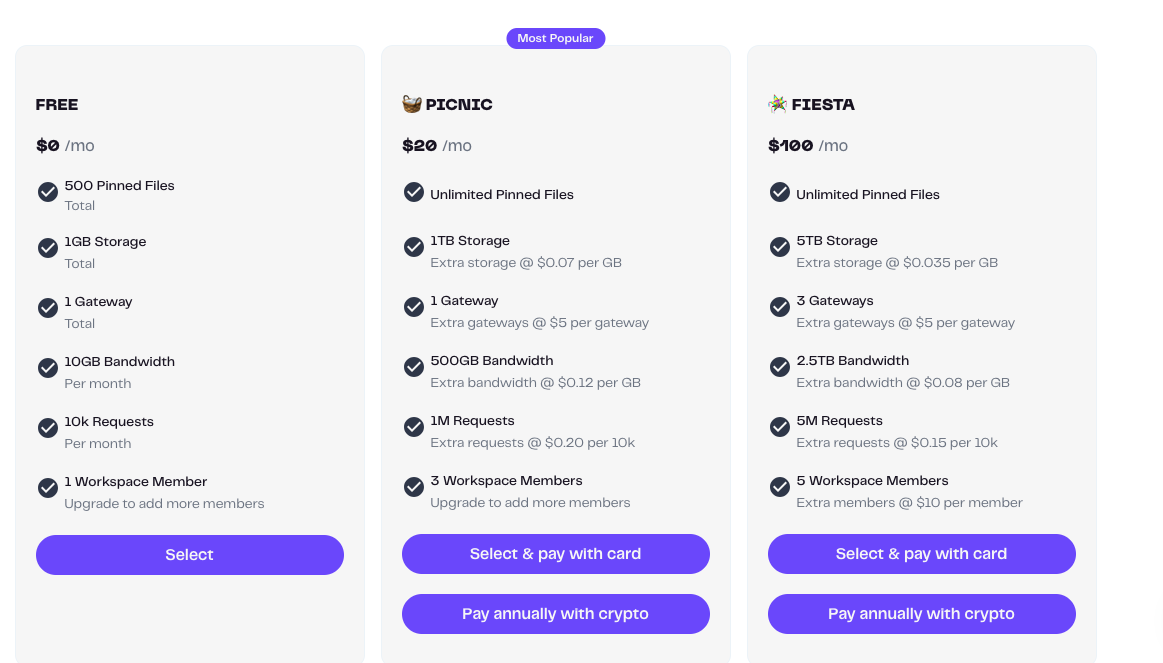 Most Popular
FREE
$0 /mo
500 Pinned Files
Total
1GB Storage
Total
1 Gateway
Total
10GB Bandwidth
Per month
10k Requests
Per month
1 Workspace Member
Upgrade to add more members
Select
PICNIC
$20 /mo
Unlimited Pinned Files
1TB Storage
Extra storage @ $0.07 per GB
1 Gateway
Extra gateways @ $5 per gateway
500GB Bandwidth
Extra bandwidth @ $0.12 per GB
1M Requests
Extra requests @ $0.20 per 10k
3 Workspace Members
Upgrade to add more members
Select & pay with card
Pay annually with crypto
FIESTA
$100 /mo
Unlimited Pinned Files
5TB Storage
Extra storage @ $0.035 per GB
3 Gateways
Extra gateways @ $5 per gateway
2.5TB Bandwidth
Extra bandwidth @ $0.08 per GB
5M Requests
Extra requests @ $0.15 per 10k
5 Workspace Members
Extra members @ $10 per member
Select & pay with card
Pay annually with crypto